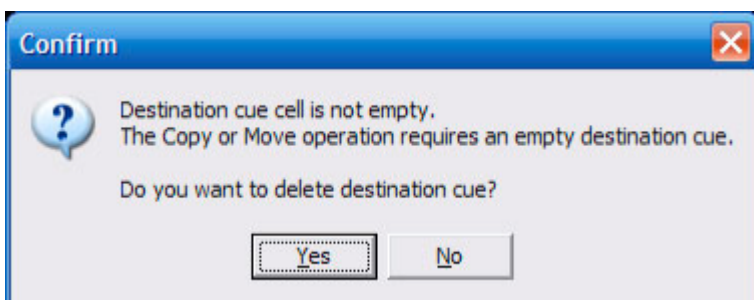 Confirm
Destination cue cell is not empty.
The Copy or Move operation requires an empty destination cue.
Do you want to delete destination cue?
Yes
No